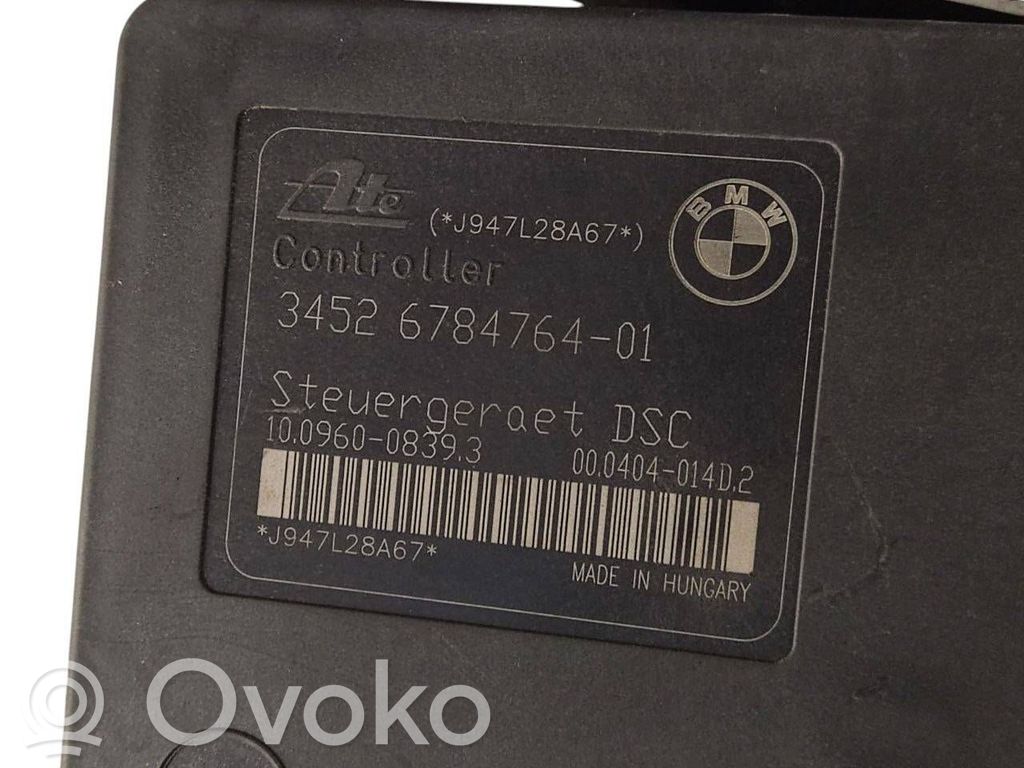 Ate
(*J947L28A67*)
BMW
Controller
3452 6784764-01
Steuergeraet DSC
10.0960-0839.3 00.0404-014D.2
*J947L28A67*
MADE IN HUNGARY
Ovoko